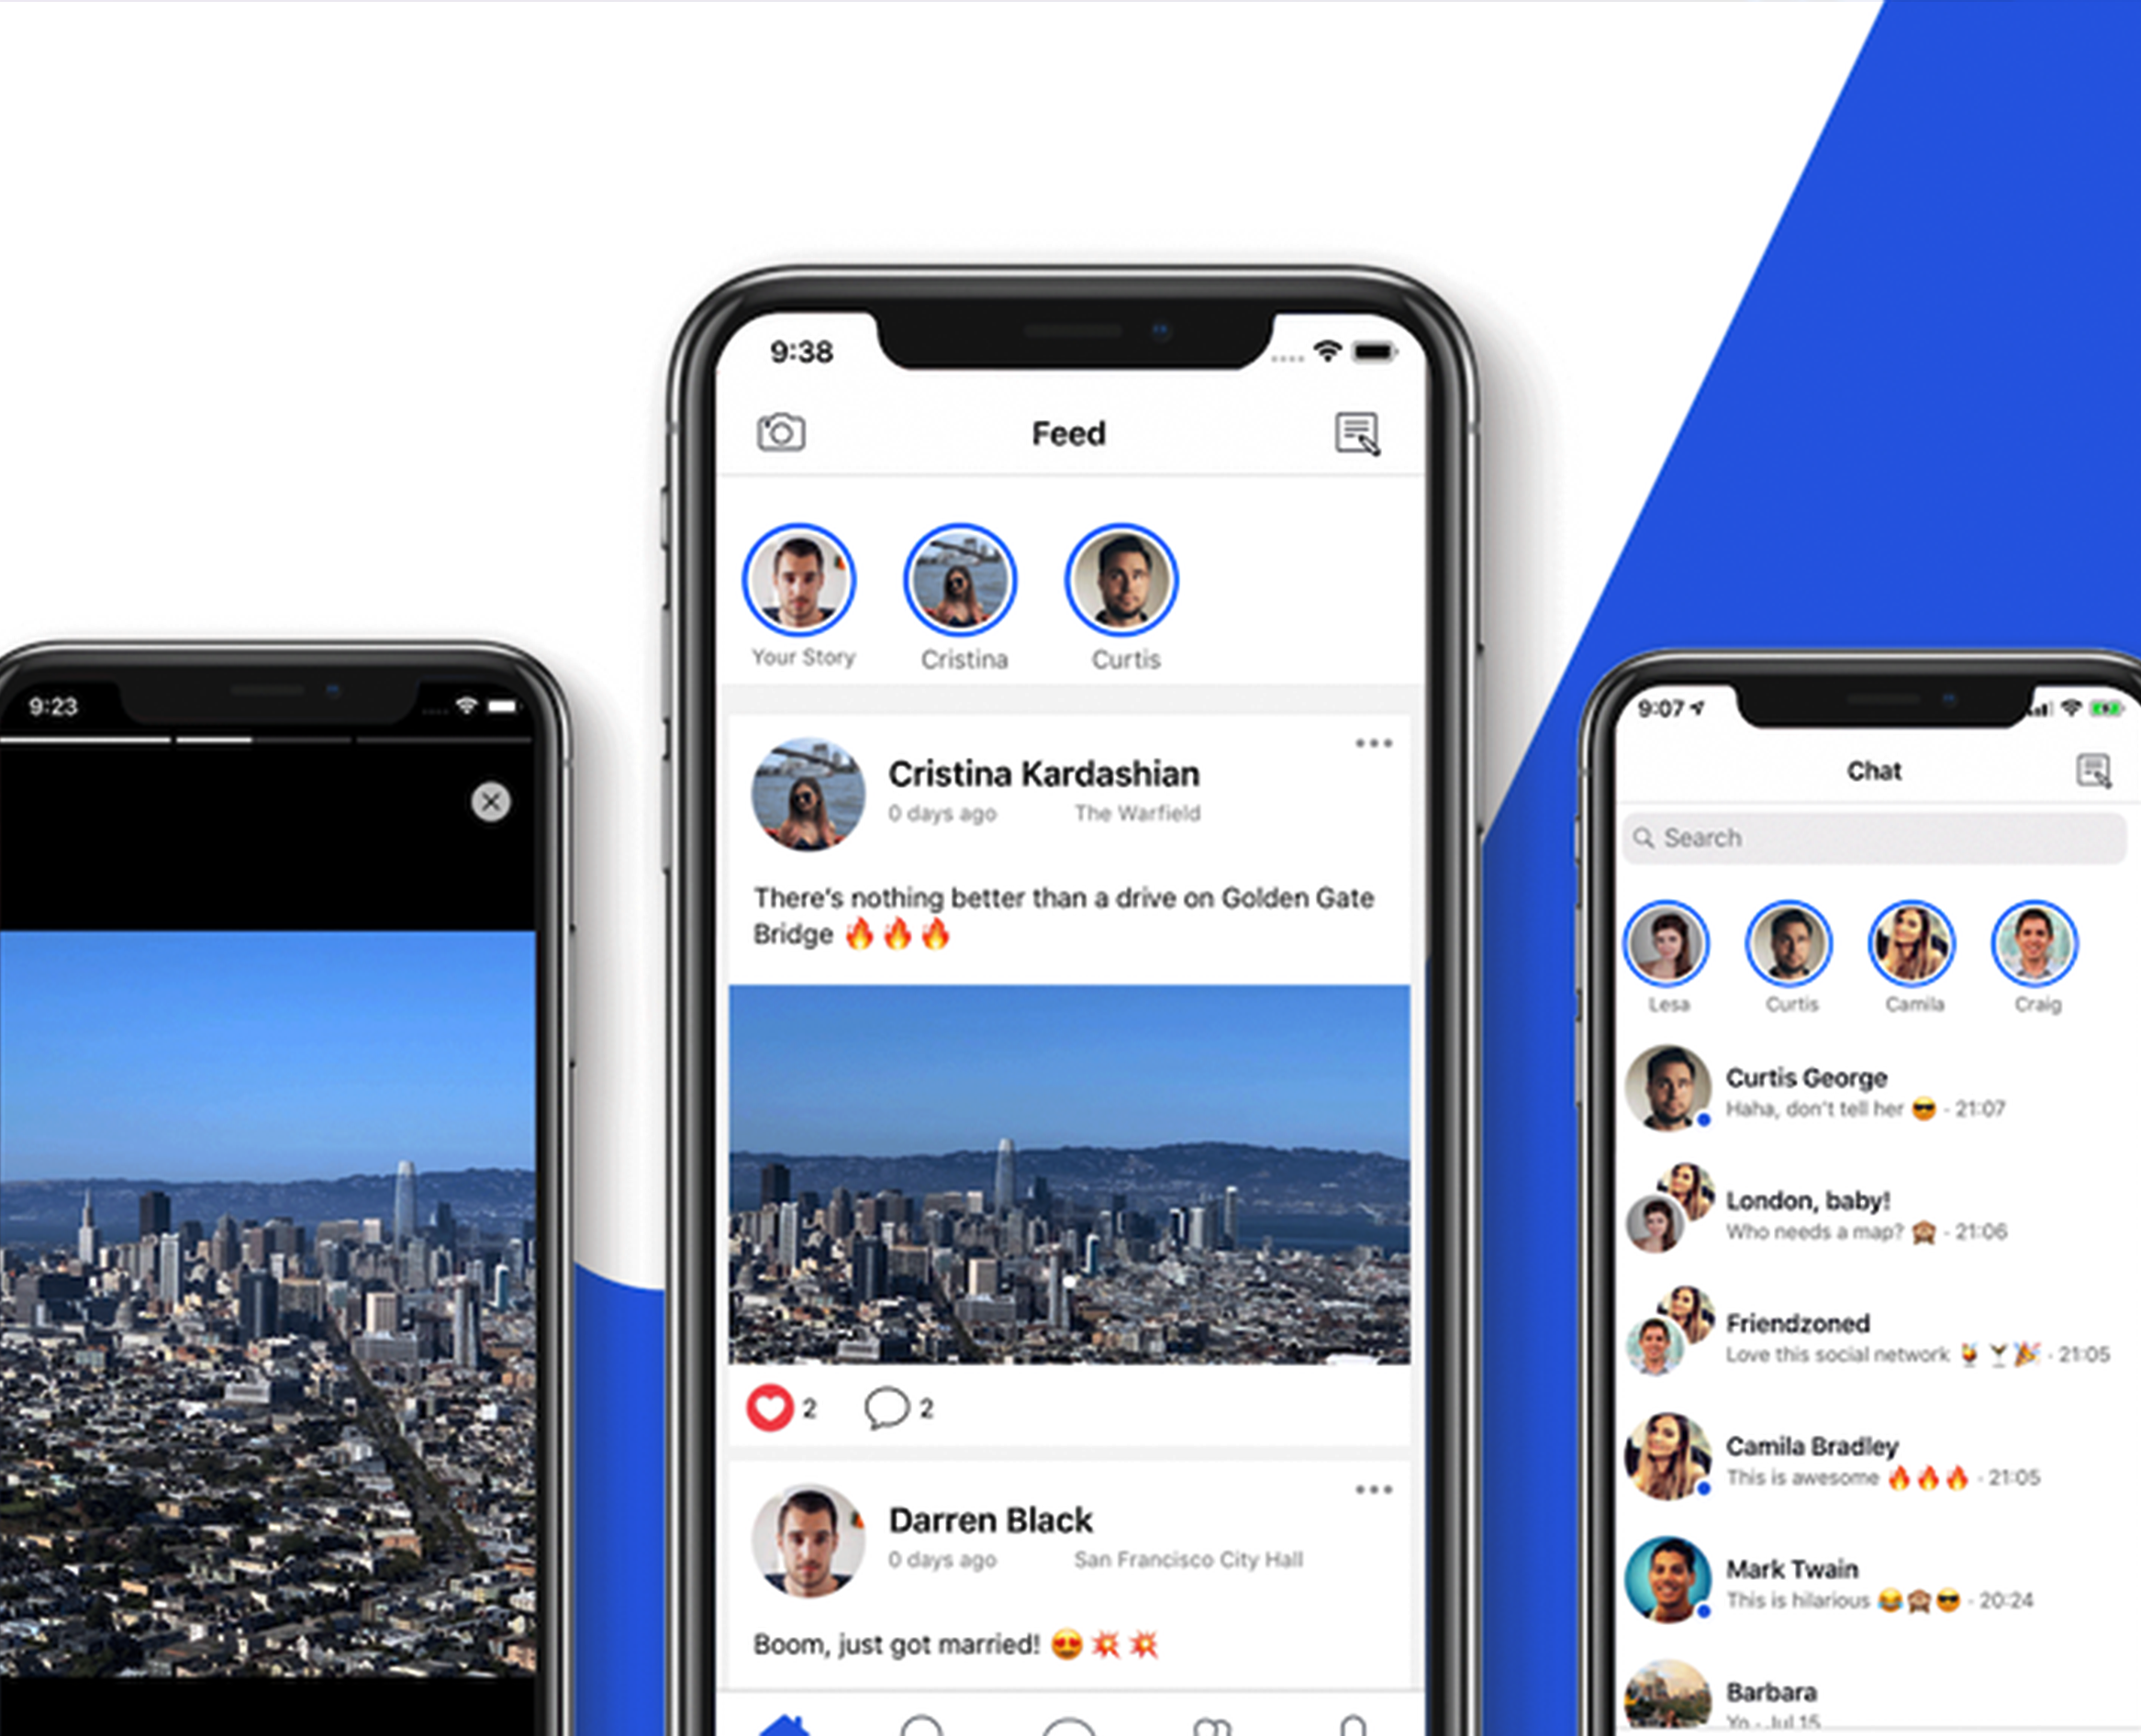 9:23
9:38
Feed
Your Story
Cristina
Curtis
Cristina Kardashian
0 days ago The Warfield
There's nothing better than a drive on Golden Gate
Bridge 🔥🔥🔥
2 2
Darren Black
0 days ago San Francisco City Hall
Boom, just got married! 😍💥💥
9:07
Chat
Search
Lesa
Curtis
Camila
Craig
Curtis George
Haha, don't tell her 😎 · 21:07
London, baby!
Who needs a map? 🙈 · 21:06
Friendzoned
Love this social network 🍹🍸🎉 · 21:05
Camila Bradley
This is awesome 🔥🔥🔥 · 21:05
Mark Twain
This is hilarious 😂🙈😎 · 20:24
Barbara
Yo · Jul 15